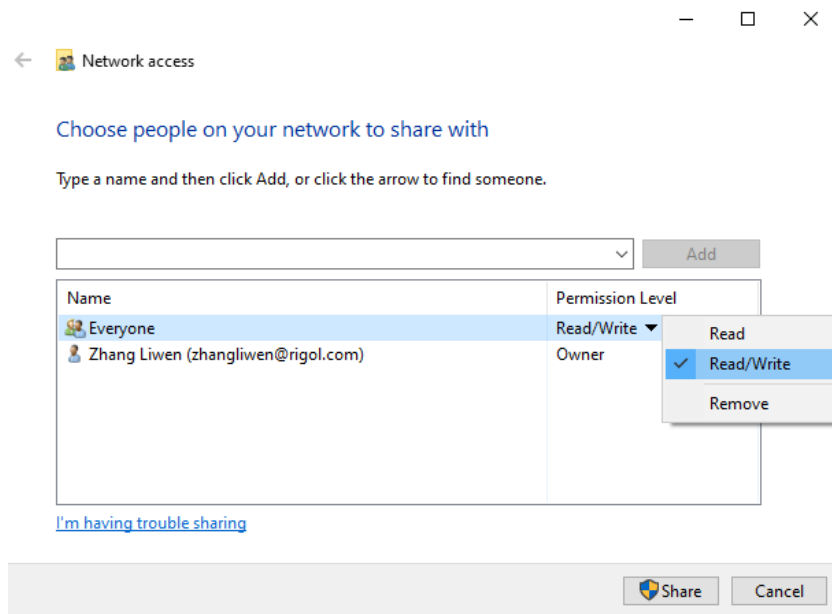 Network access
Choose people on your network to share with
Type a name and then click Add, or click the arrow to find someone.
Add
Name Permission Level
Everyone Read/Write
Read
Zhang Liwen (zhangliwen@rigol.com) Owner
Read/Write
Remove
I'm having trouble sharing
Share Cancel